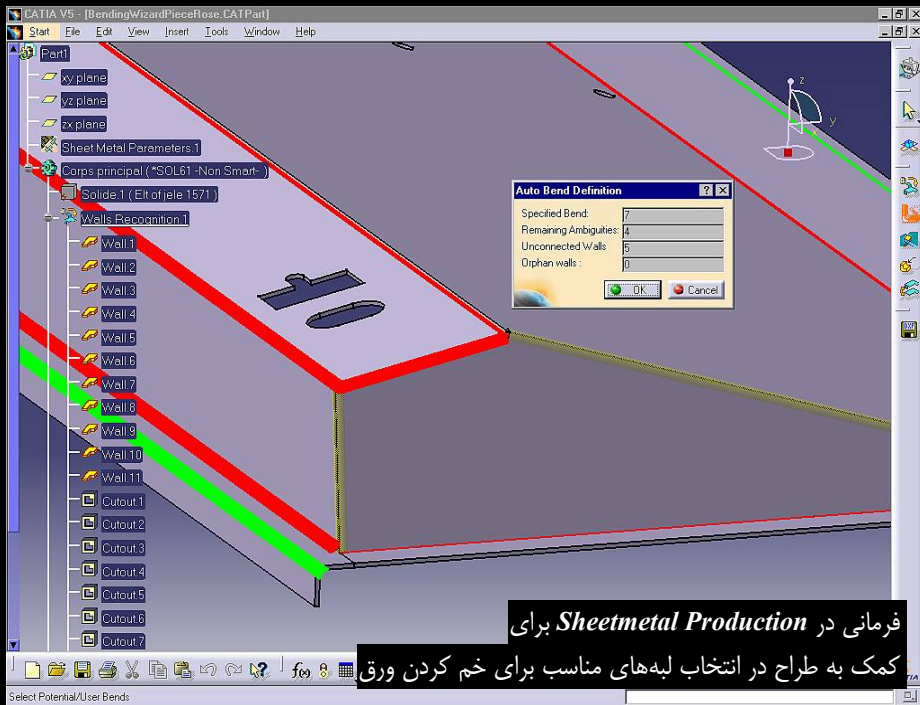 CATIA V5 - [BendingWizardPieceRose.CATPart]
Start File Edit View Insert Tools Window Help
Part1
xy plane
yz plane
zx plane
Sheet Metal Parameters.1
Corps principal ( *SOL61 -Non Smart- )
Solide.1 ( Elt of jele 1571 )
Walls Recognition.1
Wall.1
Wall.2
Wall.3
Wall.4
Wall.5
Wall.6
Wall.7
Wall.8
Wall.9
Wall.10
Wall.11
Cutout.1
Cutout.2
Cutout.3
Cutout.4
Cutout.5
Cutout.6
Cutout.7
z
y
x
Auto Bend Definition
Specified Bend: 7
Remaining Ambiguities: 4
Unconnected Walls 5
Orphan walls : 0
OK Cancel
فرمانی در Sheetmetal Production برای
کمک به طراح در انتخاب لبه‌های مناسب برای خم کردن ورق
Select Potential/User Bends